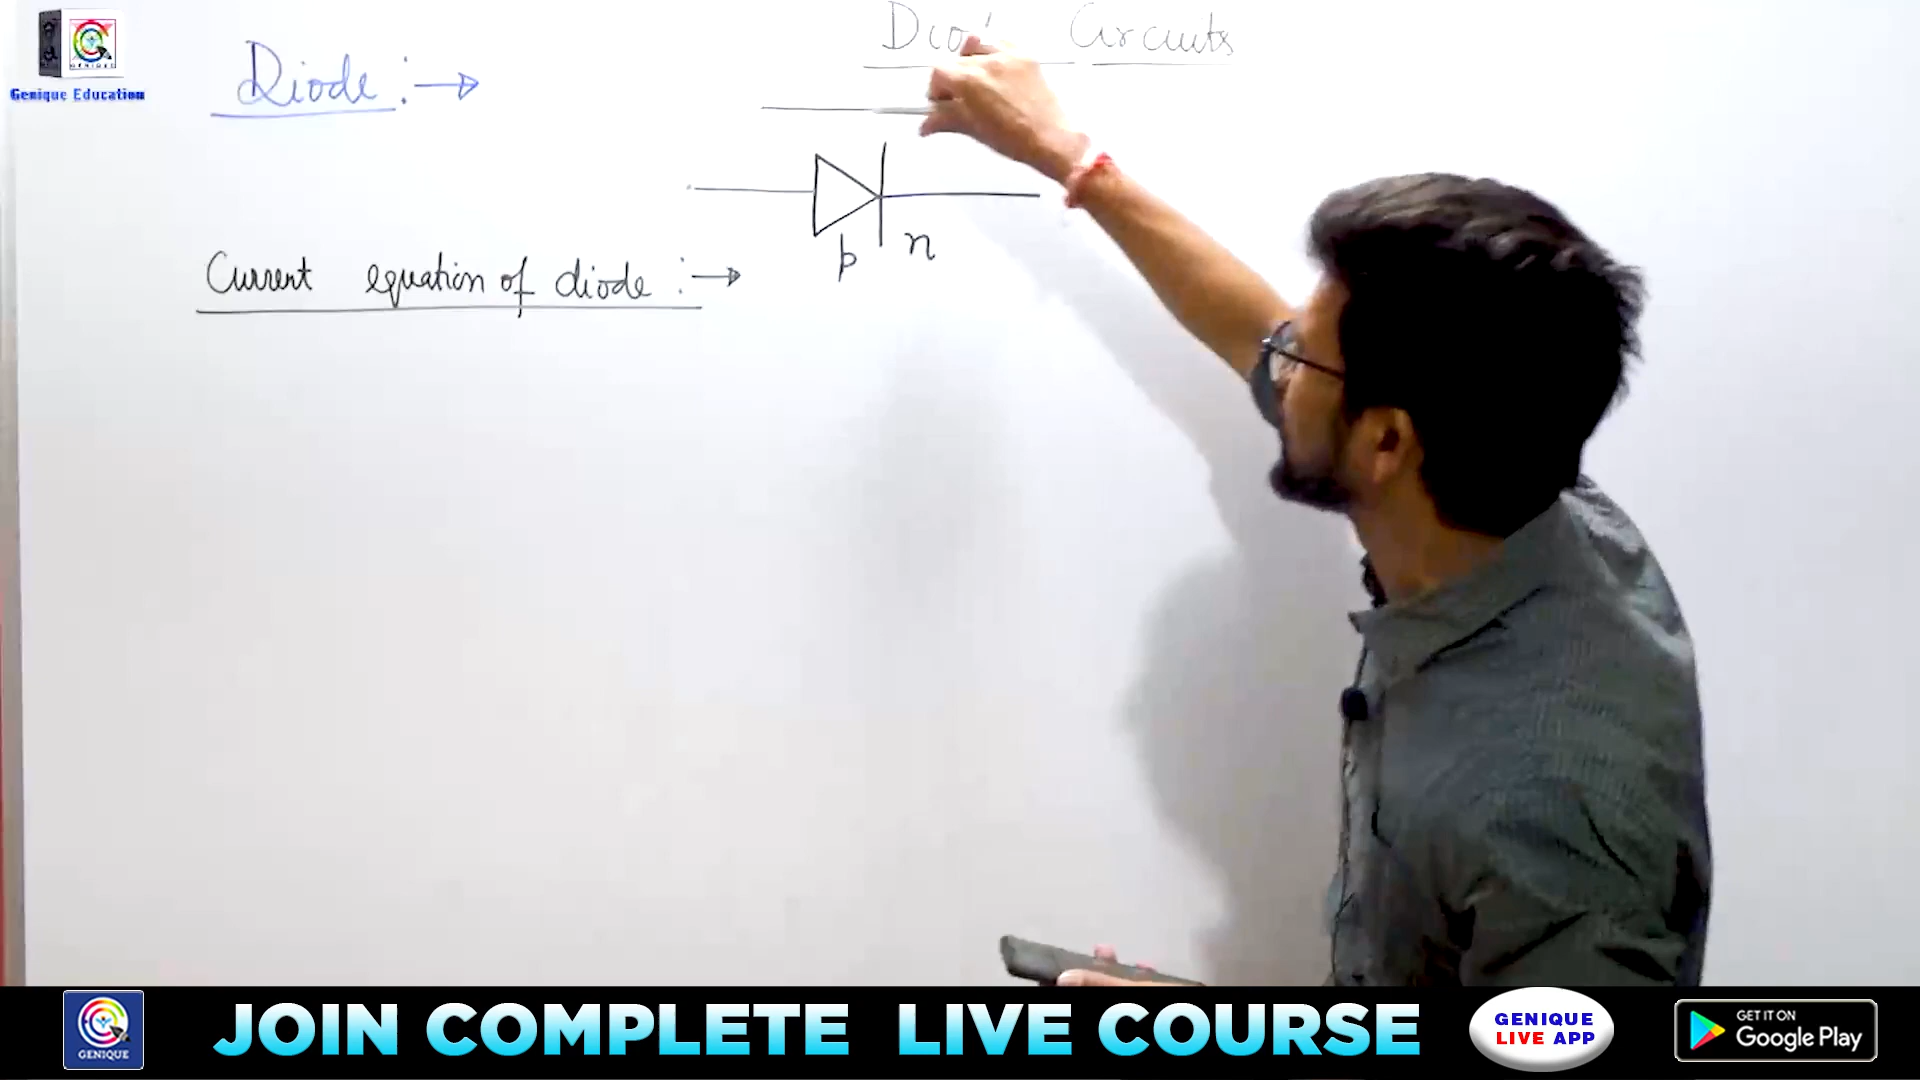 Circuits
Diode :→
p n
Current equation of diode :→
GENIQUE
Genique Education
JOIN COMPLETE LIVE COURSE
GENIQUE
GENIQUE
LIVE APP
GET IT ON
Google Play